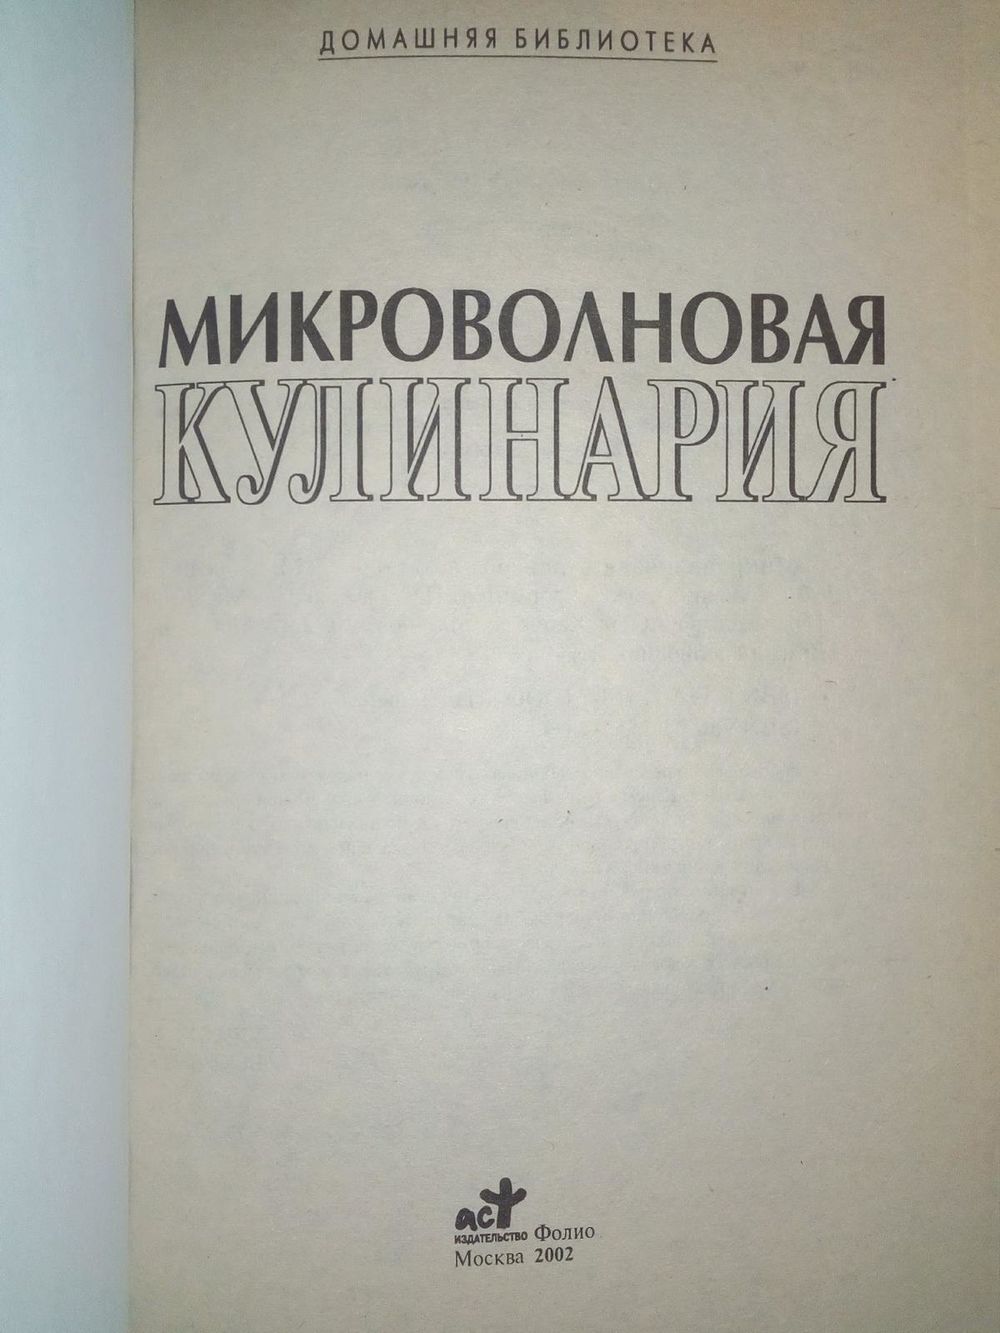 ДОМАШНЯЯ БИБЛИОТЕКА
МИКРОВОЛНОВАЯ
КУЛИНАРИЯ
аст
ИЗДАТЕЛЬСТВО Фолио
Москва 2002